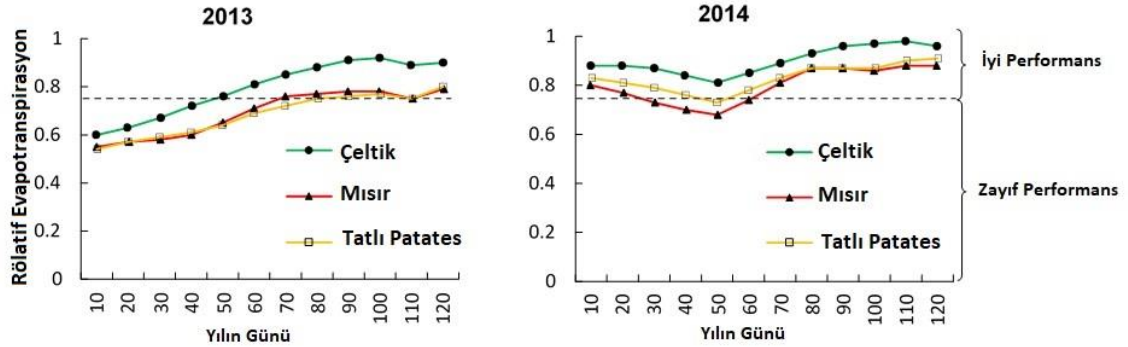 2013
Rölatif Evapotranspirasyon
1
0.8
0.6
0.4
0.2
0
Çeltik
Mısır
Tatlı Patates
10 20 30 40 50 60 70 80 90 100 110 120
Yılın Günü
2014
1
0.8
0.6
0.4
0.2
0
Çeltik
Mısır
Tatlı Patates
10 20 30 40 50 60 70 80 90 100 110 120
Yılın Günü
İyi Performans
Zayıf Performans